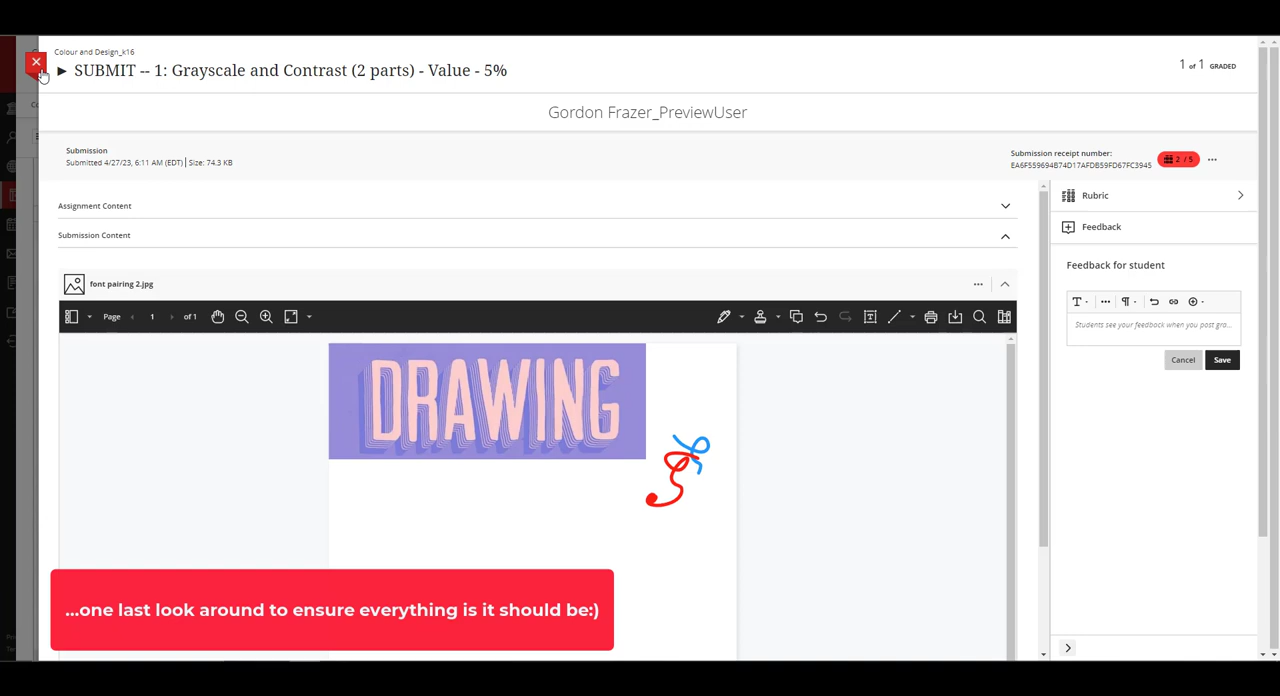 Colour and Design_k16
► SUBMIT -- 1: Grayscale and Contrast (2 parts) - Value - 5%
1 of 1 GRADED
Gordon Frazer_PreviewUser
Submission
Submitted 4/27/23, 6:11 AM (EDT) | Size: 74.3 KB
Submission receipt number:
EA6F559694B74D17AFDB59FD67FC3945
2 / 5
Assignment Content
Submission Content
Rubric
Feedback
Feedback for student
font pairing 2.jpg
Page 1 of 1
Students see your feedback when you post gra...
Cancel Save
DRAWING
...one last look around to ensure everything is it should be:)